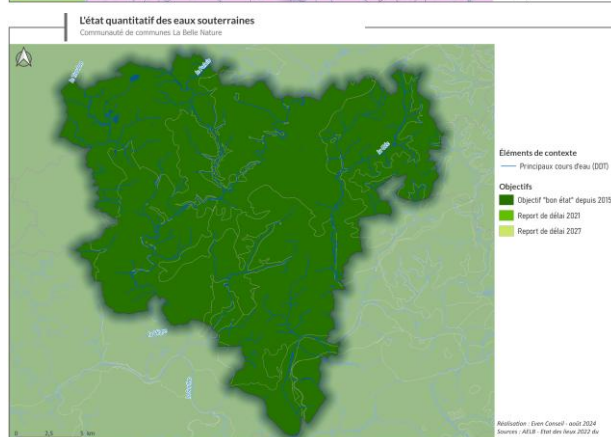 L'état quantitatif des eaux souterraines
Communauté de communes La Belle Nature
Éléments de contexte
Principaux cours d'eau (DDT)
Objectifs
Objectif "bon état" depuis 2015
Report de délai 2021
Report de délai 2027
0 2,5 5 km
Réalisation : Even Conseil - août 2024
Sources : AELB - Etat des lieux 2022 du